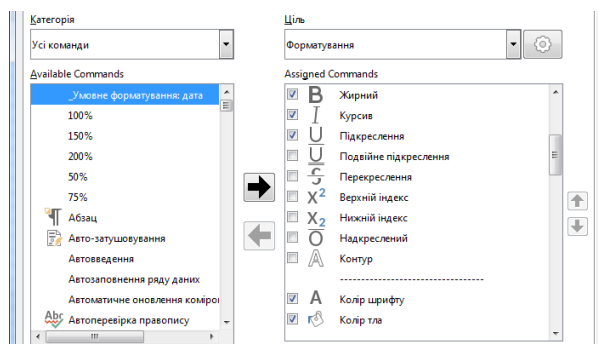 Категорія
Ціль
Усі команди
Форматування
Available Commands
Assigned Commands
_Умовне форматування: дата
100%
150%
200%
50%
75%
Абзац
Авто-затушовування
Автовведення
Автозаповнення ряду даних
Автоматичне оновлення коміро
Автоперевірка правопису
Жирний
Курсив
Підкреслення
Подвійне підкреслення
Перекреслення
Верхній індекс
Нижній індекс
Надкреслений
Контур
----------------------------------
Колір шрифту
Колір тла